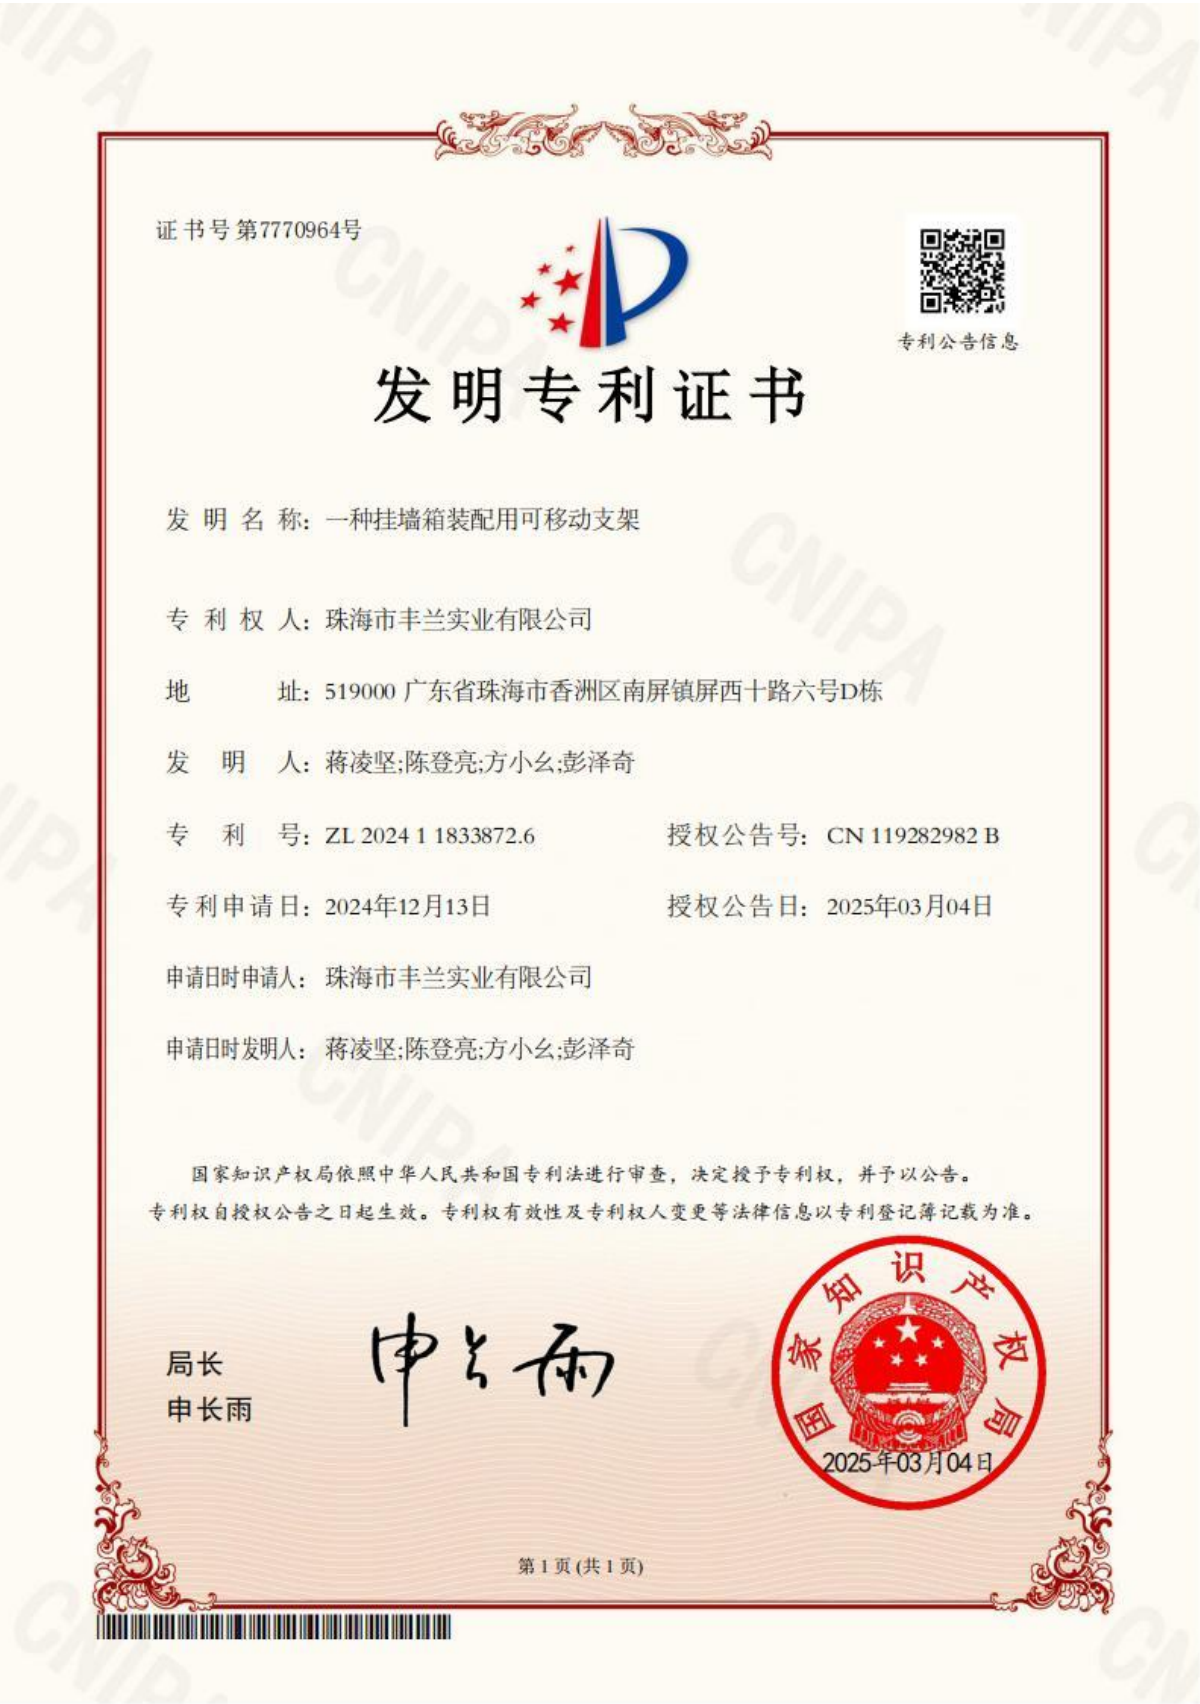 证书号第7770964号
专利公告信息
发明专利证书
发明名称：一种挂墙箱装配用可移动支架
专利权人：珠海市丰兰实业有限公司
地址：519000 广东省珠海市香洲区南屏镇屏西十路六号D栋
发明人：蒋凌坚;陈登亮;方小幺;彭泽奇
专利号：ZL 2024 1 1833872.6 授权公告号：CN 119282982 B
专利申请日：2024年12月13日 授权公告日：2025年03月04日
申请日时申请人：珠海市丰兰实业有限公司
申请日时发明人：蒋凌坚;陈登亮;方小幺;彭泽奇
国家知识产权局依照中华人民共和国专利法进行审查，决定授予专利权，并予以公告。
专利权自授权公告之日起生效。专利权有效性及专利权人变更等法律信息以专利登记簿记载为准。
局长
申长雨
申长雨
国家知识产权局
2025年03月04日
第 1 页 (共 1 页)
CNIPA
CNIPA
CNIPA
CNIPA
CNIPA